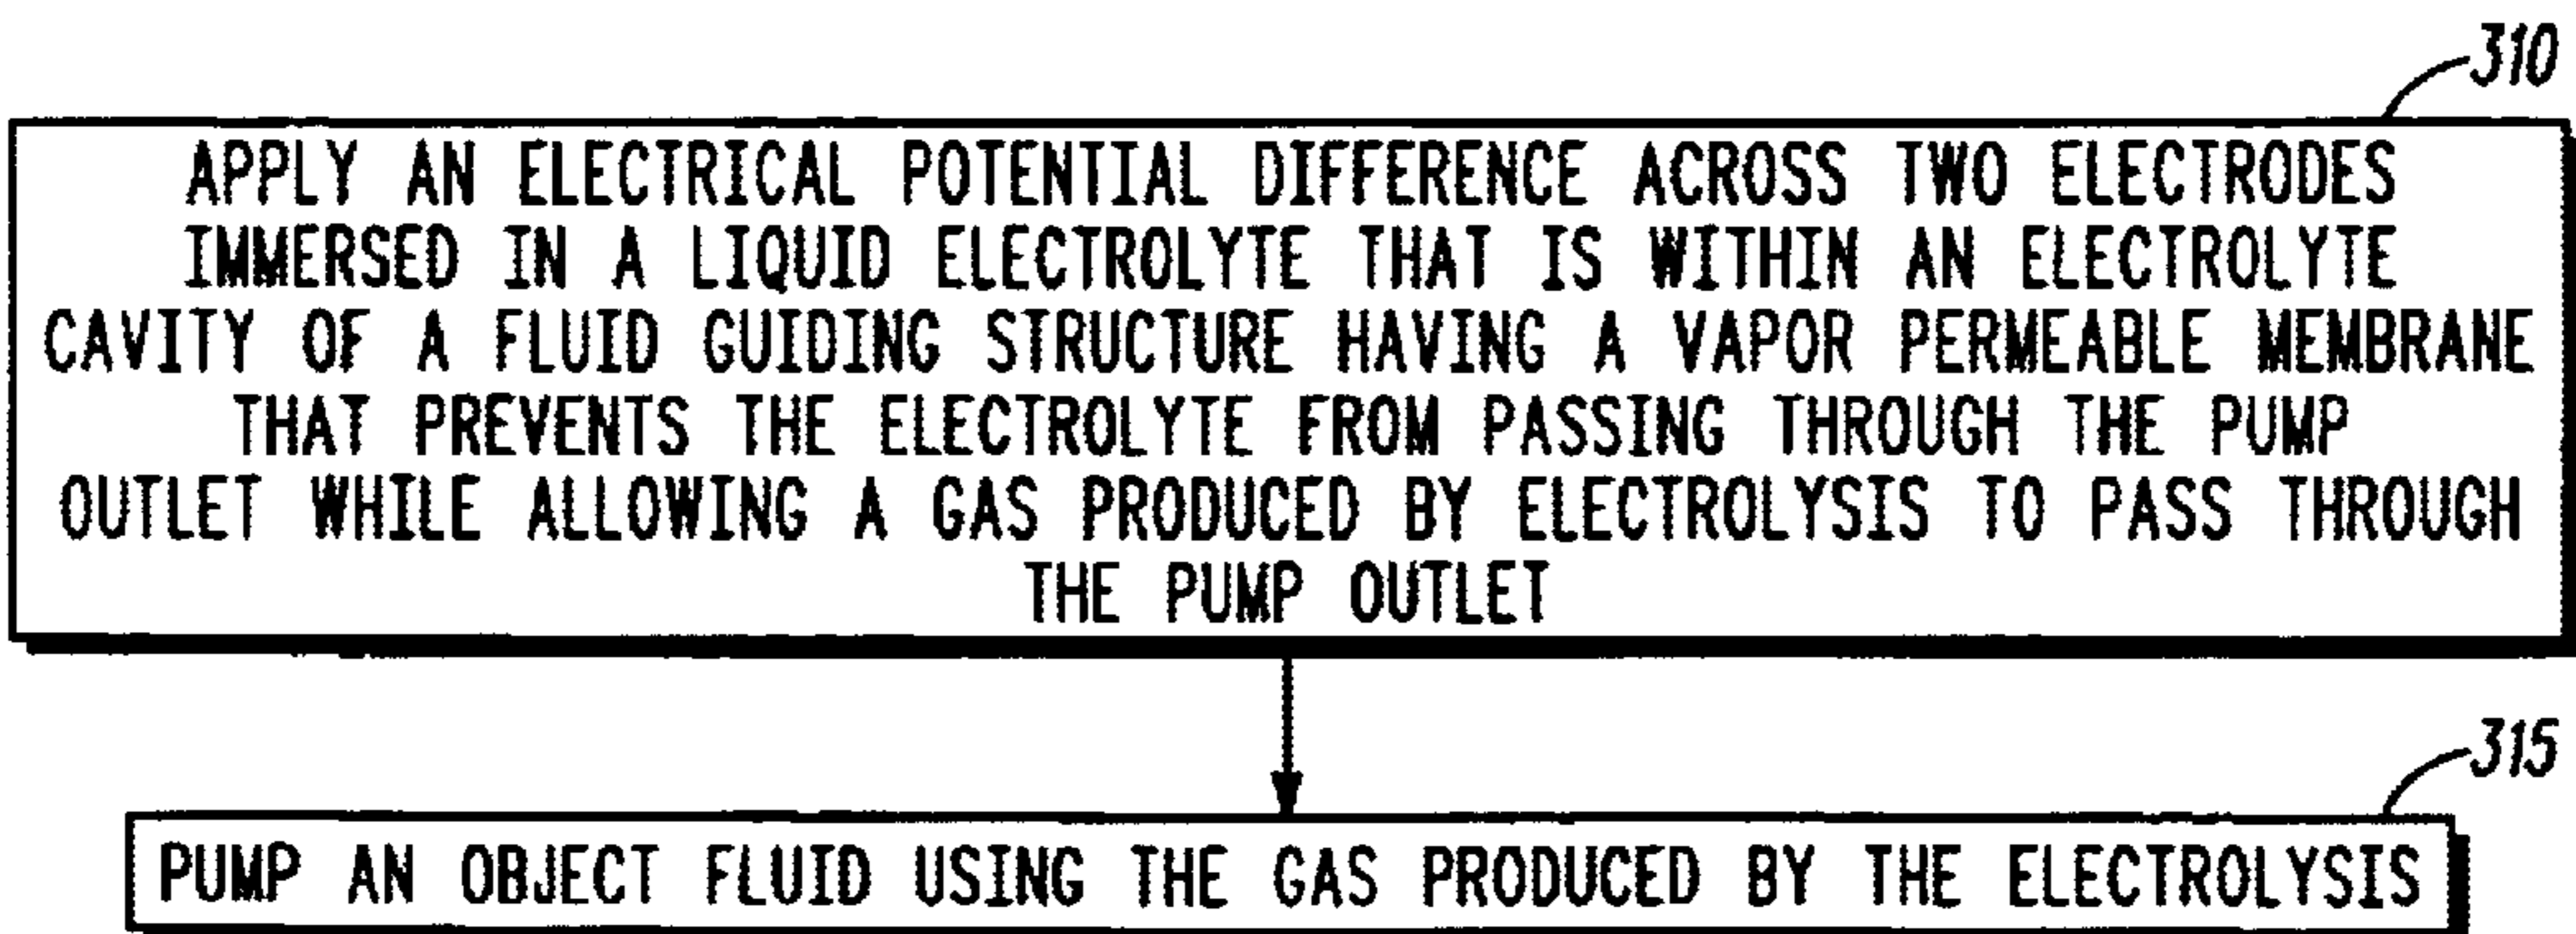 310
APPLY AN ELECTRICAL POTENTIAL DIFFERENCE ACROSS TWO ELECTRODES
IMMERSED IN A LIQUID ELECTROLYTE THAT IS WITHIN AN ELECTROLYTE
CAVITY OF A FLUID GUIDING STRUCTURE HAVING A VAPOR PERMEABLE MEMBRANE
THAT PREVENTS THE ELECTROLYTE FROM PASSING THROUGH THE PUMP
OUTLET WHILE ALLOWING A GAS PRODUCED BY ELECTROLYSIS TO PASS THROUGH
THE PUMP OUTLET
315
PUMP AN OBJECT FLUID USING THE GAS PRODUCED BY THE ELECTROLYSIS